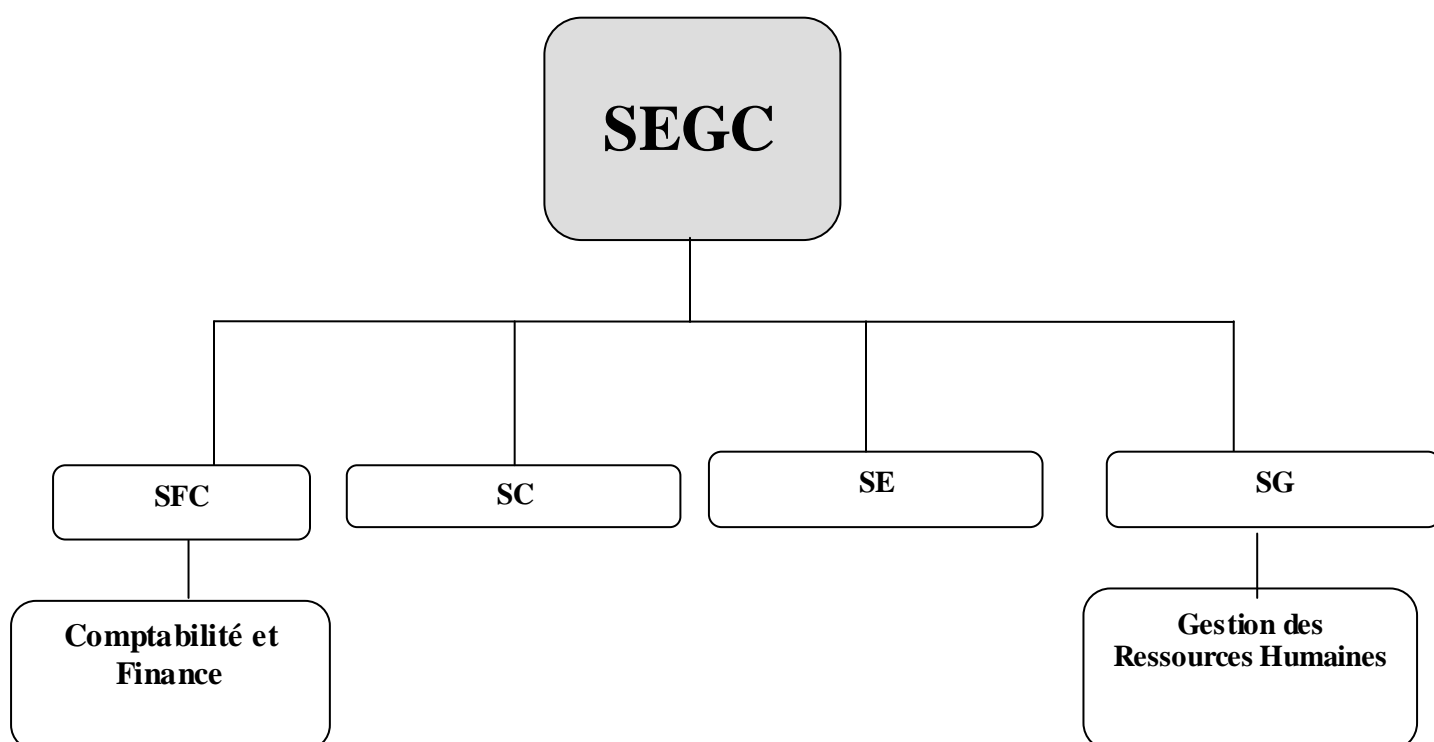 SEGC
SFC
SC
SE
SG
Comptabilité et
Finance
Gestion des
Ressources Humaines